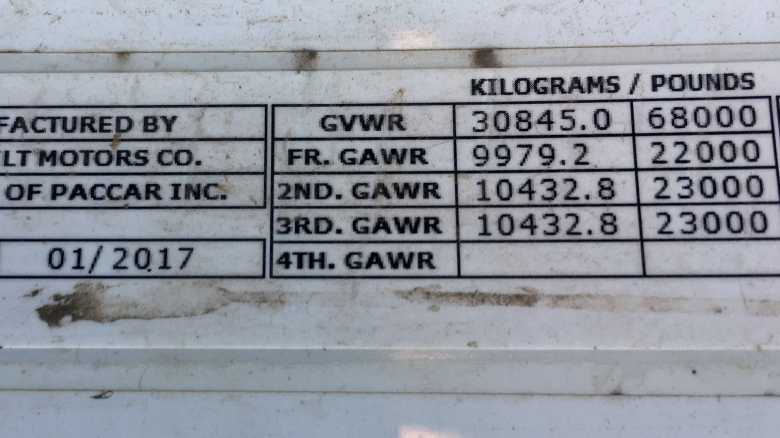 KILOGRAMS / POUNDS
FACTURED BY GVWR 30845.0 68000
LT MOTORS CO. FR. GAWR 9979.2 22000
OF PACCAR INC. 2ND. GAWR 10432.8 23000
3RD. GAWR 10432.8 23000
01/2017 4TH. GAWR